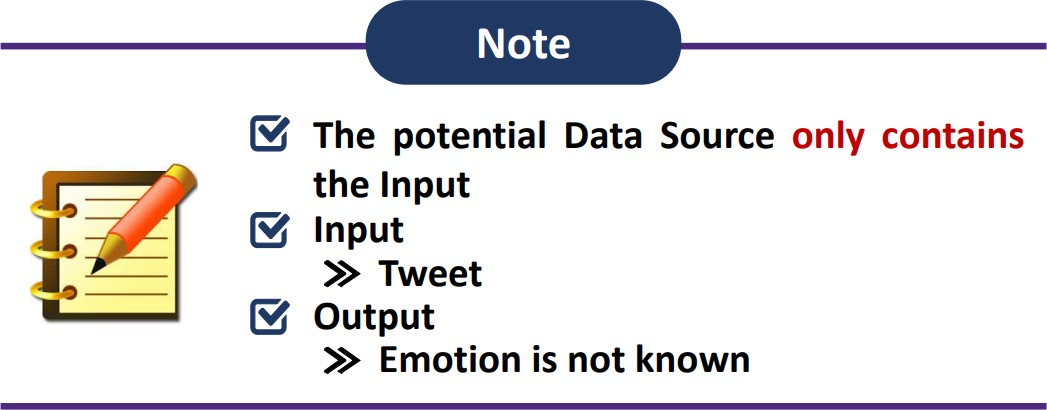 Note
The potential Data Source only contains
the Input
Input
Tweet
Output
Emotion is not known